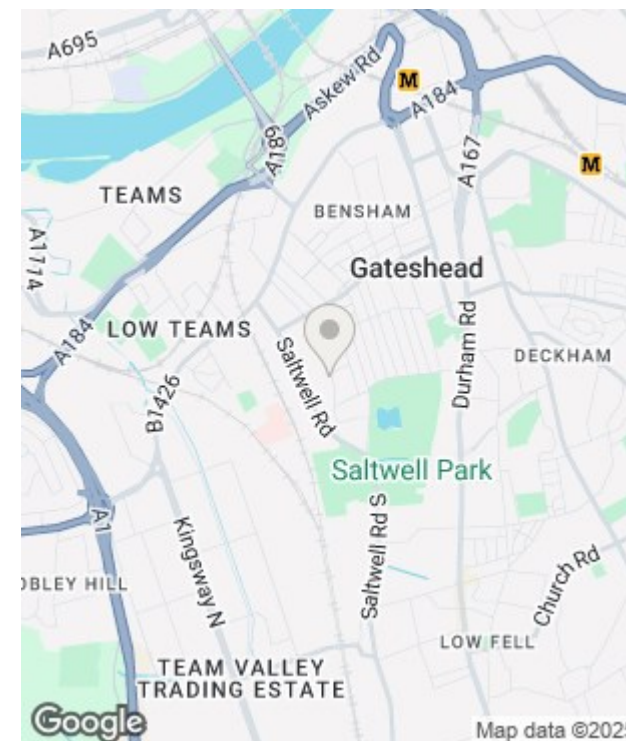 A695
Askew Rd
M
A184
A189
A167
M
TEAMS
BENSHAM
A1114
Gateshead
A184
LOW TEAMS
Durham Rd
DECKHAM
B1426
Saltwell Rd
Saltwell Park
A1
Kingsway N
Saltwell Rd S
Church Rd
OBLEY HILL
LOW FELL
TEAM VALLEY
TRADING ESTATE
Google
Map data ©2025